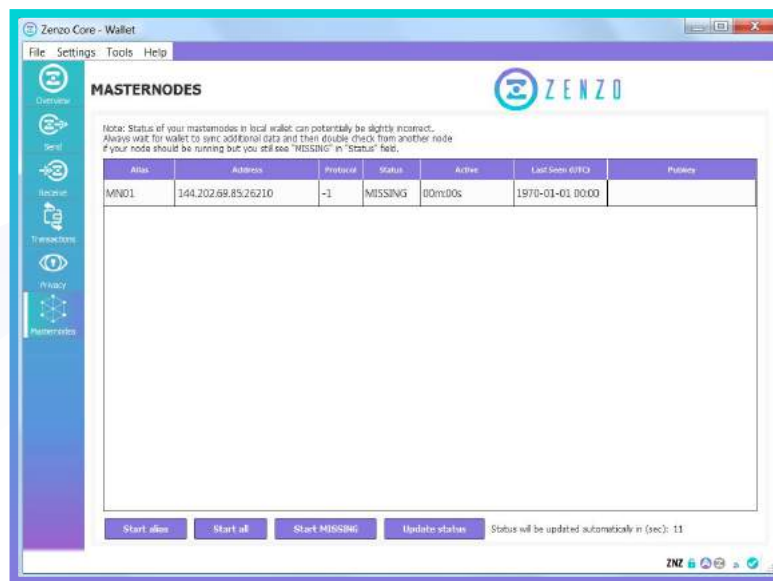 Zenzo Core - Wallet
File Settings Tools Help
Overview
Send
Receive
Transactions
Privacy
Masternodes
MASTERNODES
ZENZO
Note: Status of your masternodes in local wallet can potentially be slightly incorrect.
Always wait for wallet to sync additional data and then double check from another node
if your node should be running but you still see "MISSING" in "Status" field.
Alias Address Protocol Status Active Last Seen (UTC) Pubkey
MN01 144.202.69.85:26210 -1 MISSING 00m:00s 1970-01-01 00:00
Start alias Start all Start MISSING Update status Status will be updated automaticaly in (sec): 11
ZNZ